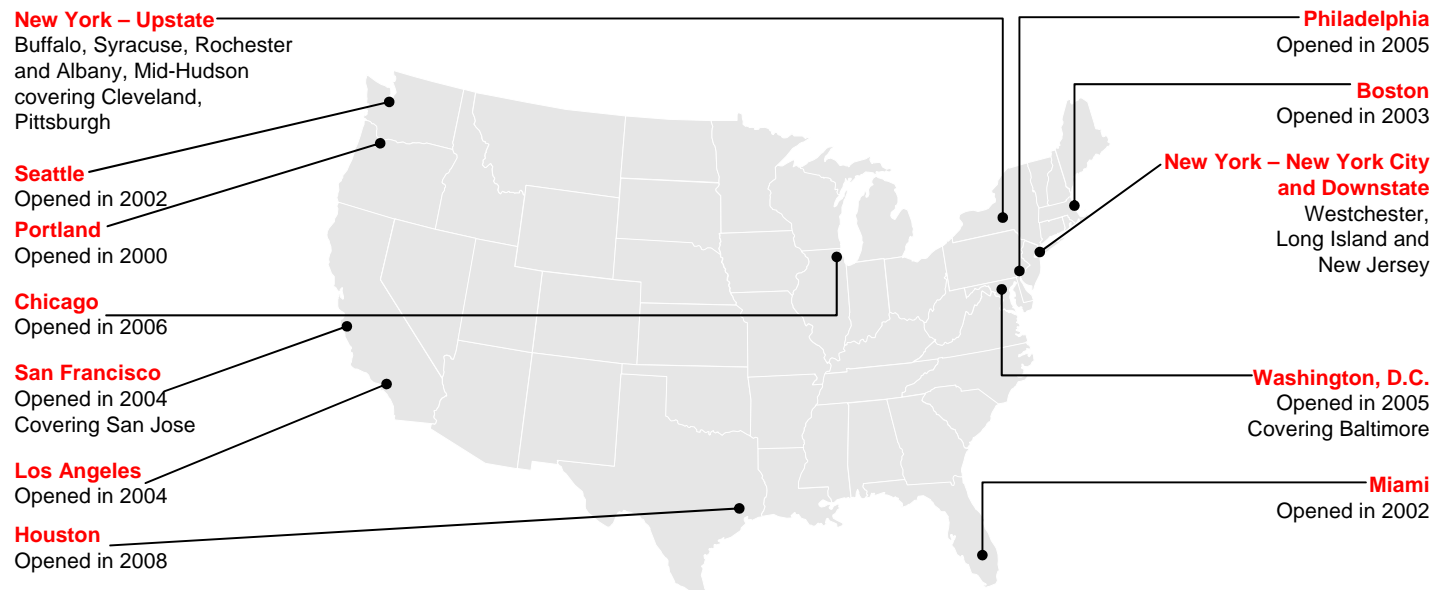 New York – Upstate
Buffalo, Syracuse, Rochester
and Albany, Mid-Hudson
covering Cleveland,
Pittsburgh
Seattle
Opened in 2002
Portland
Opened in 2000
Chicago
Opened in 2006
San Francisco
Opened in 2004
Covering San Jose
Los Angeles
Opened in 2004
Houston
Opened in 2008
Philadelphia
Opened in 2005
Boston
Opened in 2003
New York – New York City
and Downstate
Westchester,
Long Island and
New Jersey
Washington, D.C.
Opened in 2005
Covering Baltimore
Miami
Opened in 2002